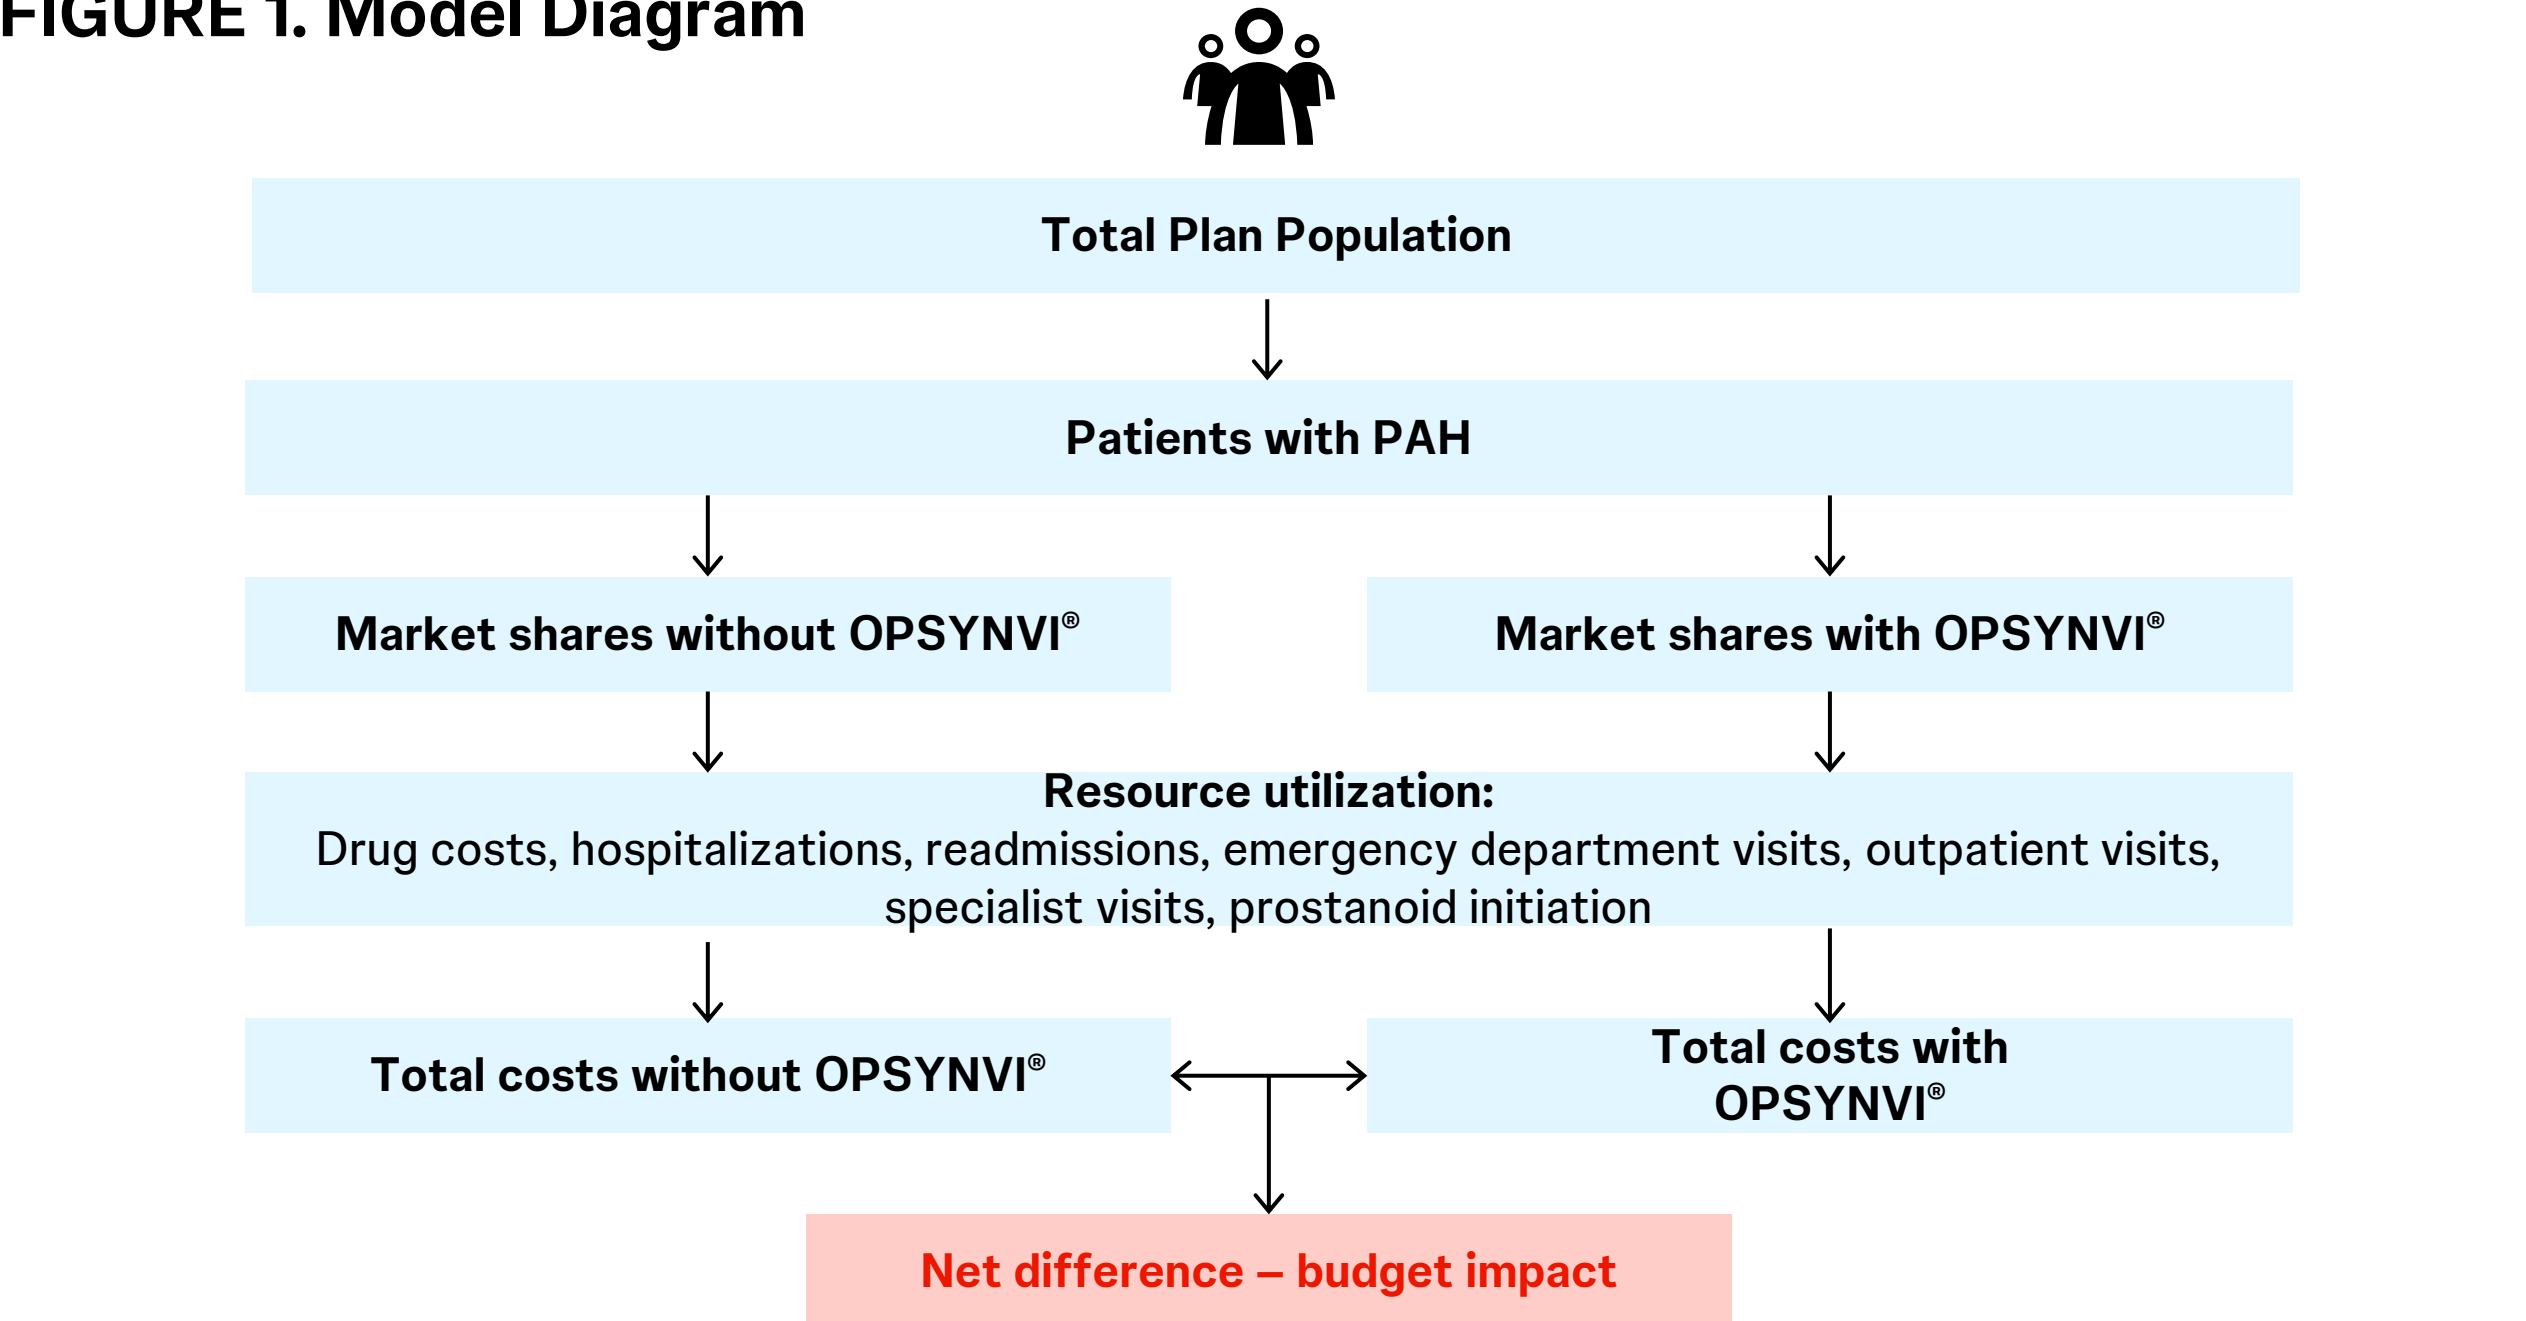 FIGURE 1. Model Diagram
Total Plan Population
Patients with PAH
Market shares without OPSYNVI®
Market shares with OPSYNVI®
Resource utilization:
Drug costs, hospitalizations, readmissions, emergency department visits, outpatient visits,
specialist visits, prostanoid initiation
Total costs without OPSYNVI®
Total costs with
OPSYNVI®
Net difference – budget impact